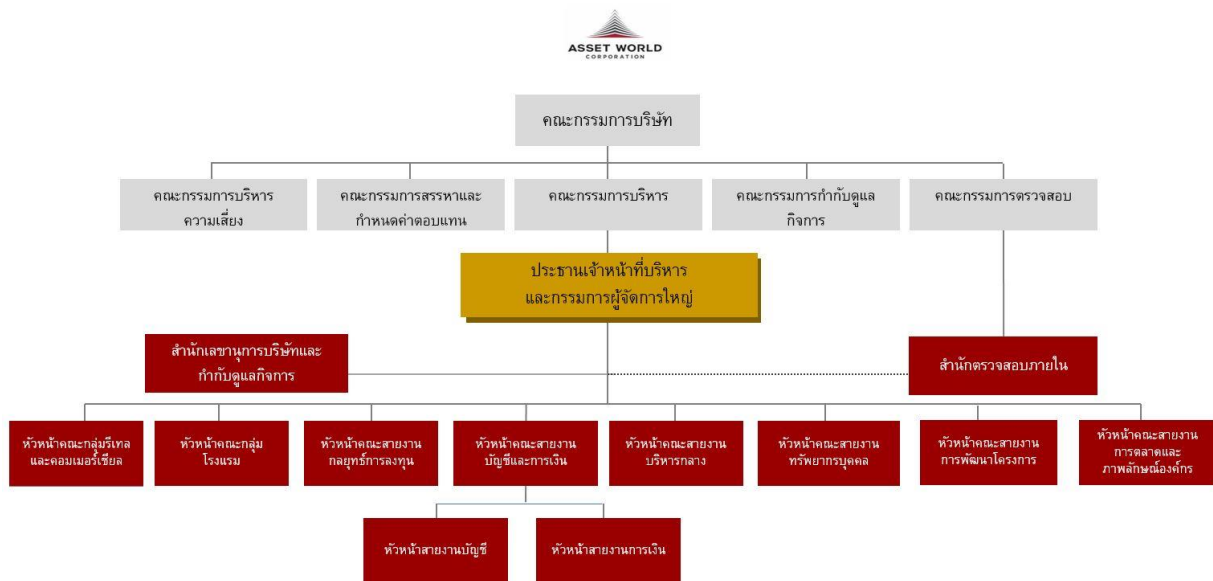 ASSET WORLD
CORPORATION
คณะกรรมการบริษัท
คณะกรรมการบริหาร
ความเสี่ยง
คณะกรรมการสรรหาและ
กำหนดค่าตอบแทน
คณะกรรมการบริหาร
คณะกรรมการกำกับดูแล
กิจการ
คณะกรรมการตรวจสอบ
ประธานเจ้าหน้าที่บริหาร
และกรรมการผู้จัดการใหญ่
สำนักเลขานุการบริษัทและ
กำกับดูแลกิจการ
สำนักตรวจสอบภายใน
หัวหน้าคณะกลุ่มรีเทล
และคอมเมอร์เชียล
หัวหน้าคณะกลุ่ม
โรงแรม
หัวหน้าคณะสายงาน
กลยุทธ์การลงทุน
หัวหน้าคณะสายงาน
บัญชีและการเงิน
หัวหน้าคณะสายงาน
บริหารกลาง
หัวหน้าคณะสายงาน
ทรัพยากรบุคคล
หัวหน้าคณะสายงาน
การพัฒนาโครงการ
หัวหน้าคณะสายงาน
การตลาดและ
ภาพลักษณ์องค์กร
หัวหน้าสายงานบัญชี
หัวหน้าสายงานการเงิน